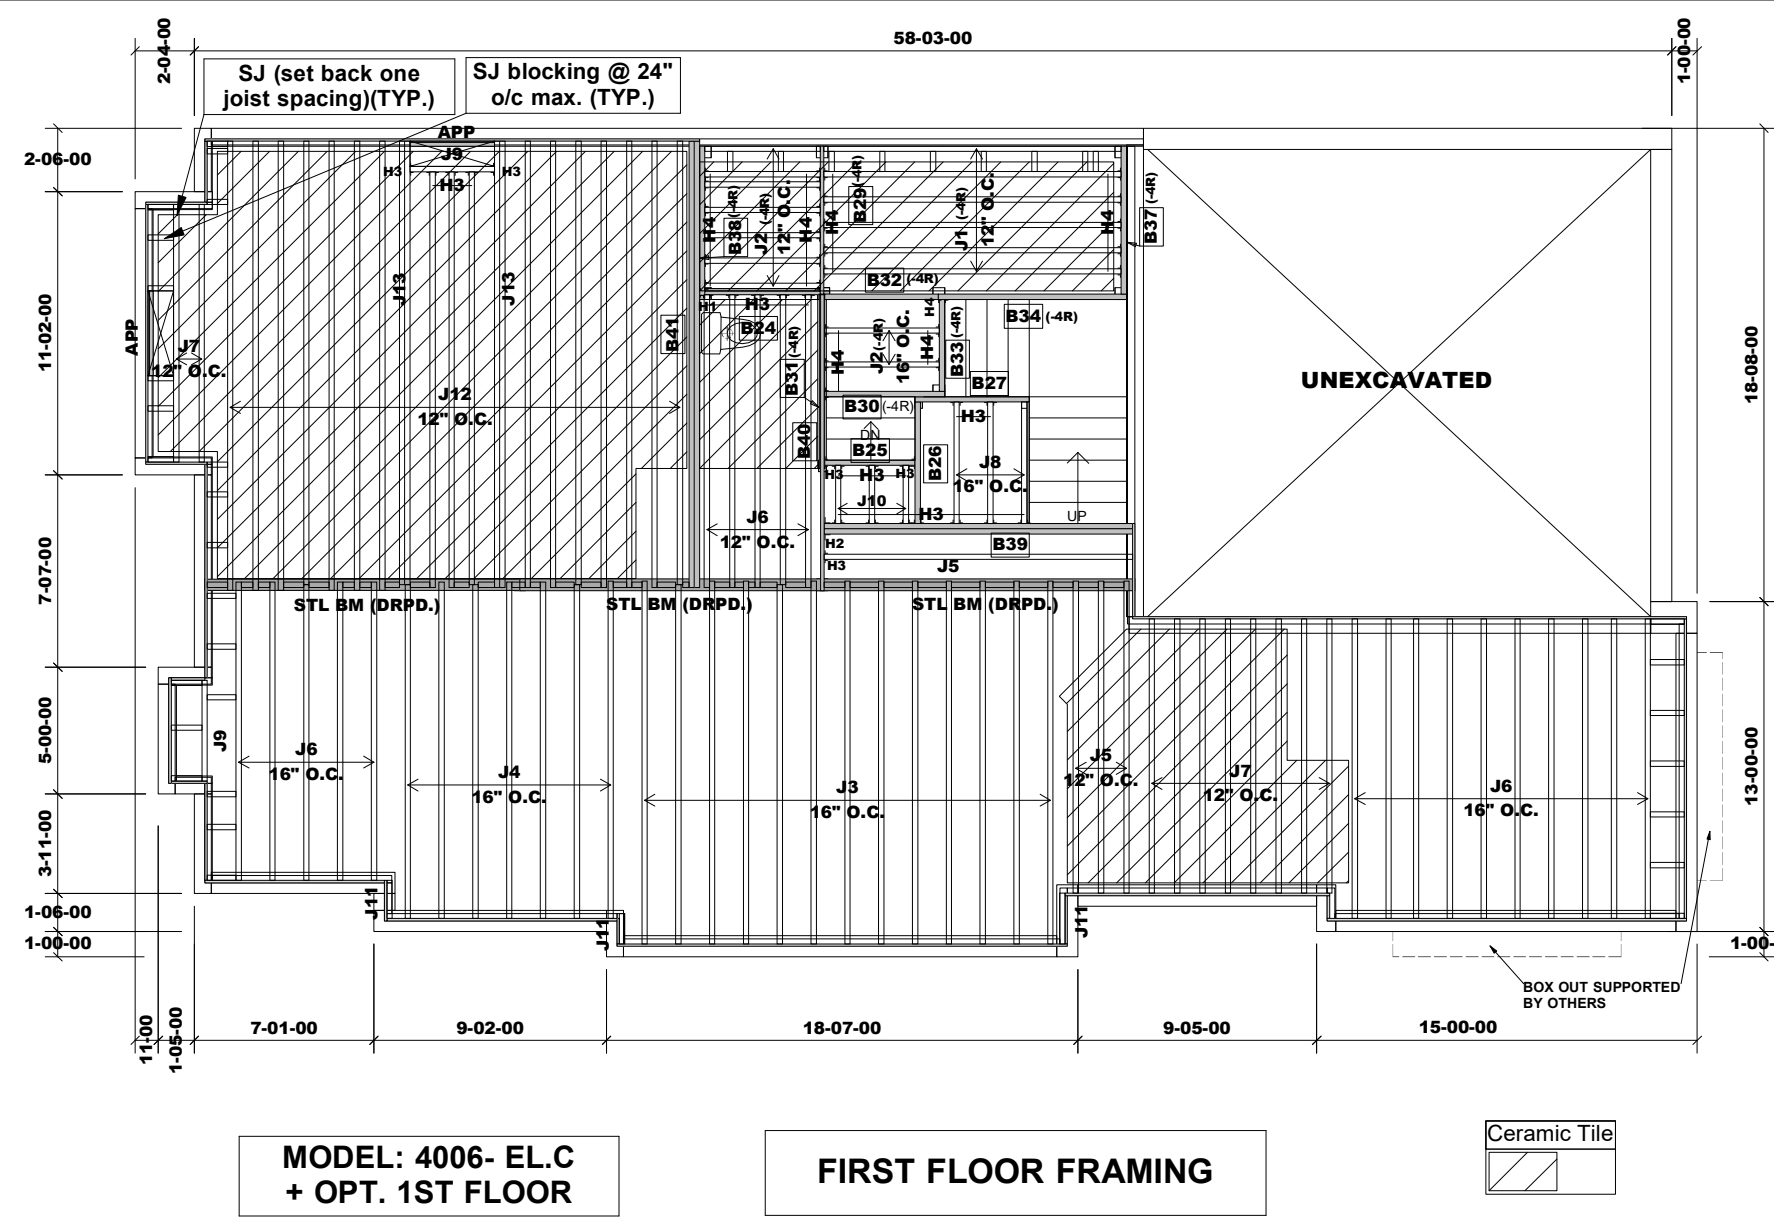 58-03-00
2-04-00
1-00-00
SJ (set back one
joist spacing)(TYP.)
SJ blocking @ 24"
o/c max. (TYP.)
APP
J9
H3
H3
H3
2-06-00
11-02-00
7-07-00
5-00-00
3-11-00
1-06-00
1-00-00
APP
J7
12" O.C.
J13
J13
J12
12" O.C.
B41
H4
B38 (-4R)
J2 (-4R)
12" O.C.
H4
H4
B29 (-4R)
J1 (-4R)
12" O.C.
H4
B37 (-4R)
B32 (-4R)
H1
H3
B24
B31 (-4R)
B40
H4
H4
J2 (-4R)
16" O.C.
H4
B33 (-4R)
B34 (-4R)
B27
B30 (-4R)
DN
B25
H3
H3
H3
J10
B26
H3
J8
16" O.C.
H3
UP
J6
12" O.C.
H2
B39
H3
J5
UNEXCAVATED
18-08-00
13-00-00
1-00-
STL BM (DRPD.)
STL BM (DRPD.)
STL BM (DRPD.)
J9
J6
16" O.C.
J4
16" O.C.
J3
16" O.C.
J5
12" O.C.
J7
12" O.C.
J6
16" O.C.
J11
J11
J11
BOX OUT SUPPORTED
BY OTHERS
11-00
1-05-00
7-01-00
9-02-00
18-07-00
9-05-00
15-00-00
MODEL: 4006- EL.C
+ OPT. 1ST FLOOR
FIRST FLOOR FRAMING
Ceramic Tile